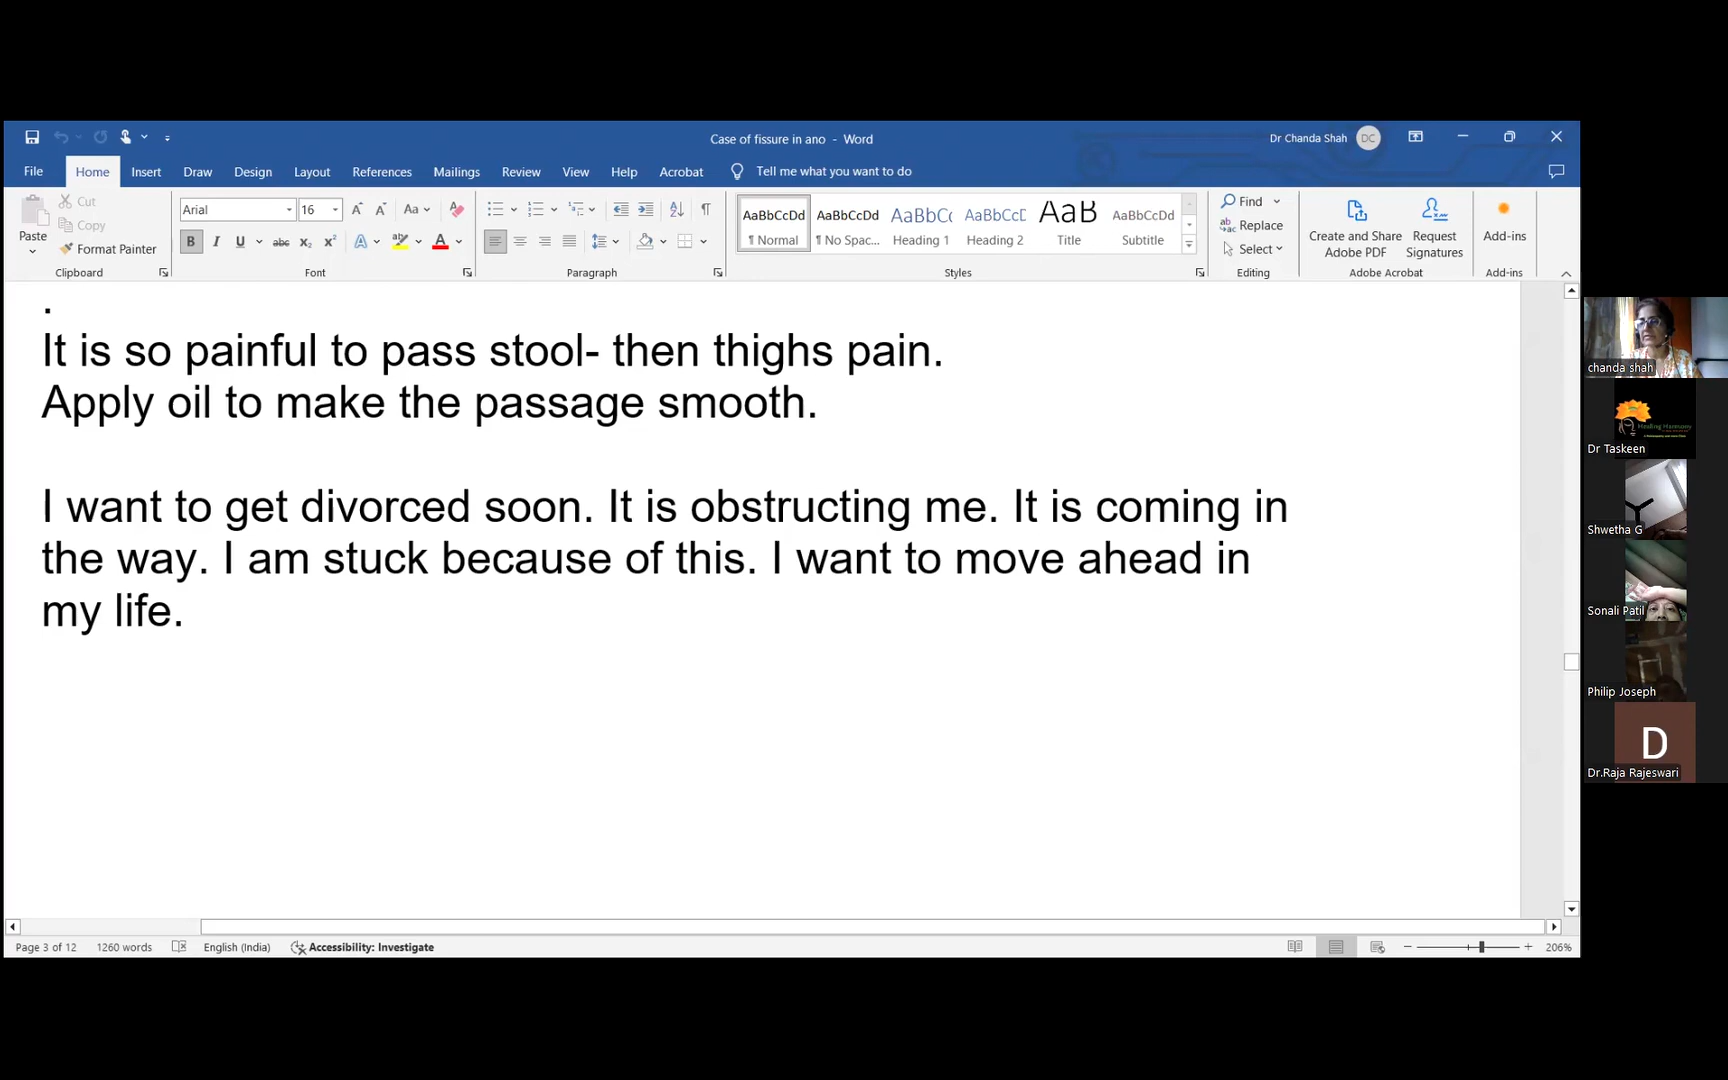 Case of fissure in ano - Word
Dr Chanda Shah
DC
File
Home
Insert
Draw
Design
Layout
References
Mailings
Review
View
Help
Acrobat
Tell me what you want to do
Paste
Cut
Copy
Format Painter
Clipboard
Arial
16
Font
Paragraph
AaBbCcDd
¶ Normal
AaBbCcDd
¶ No Spac...
AaBbCc
Heading 1
AaBbCcD
Heading 2
AaB
Title
AaBbCcDd
Subtitle
Styles
Find
Replace
Select
Editing
Create and Share
Adobe PDF
Request
Signatures
Adobe Acrobat
Add-ins
Add-ins
.
It is so painful to pass stool- then thighs pain.
Apply oil to make the passage smooth.
I want to get divorced soon. It is obstructing me. It is coming in
the way. I am stuck because of this. I want to move ahead in
my life.
Page 3 of 12
1260 words
English (India)
Accessibility: Investigate
206%
chanda shah
Healing Harmony
Dr Taskeen
Shwetha G
Sonali Patil
Philip Joseph
D
Dr.Raja Rajeswari